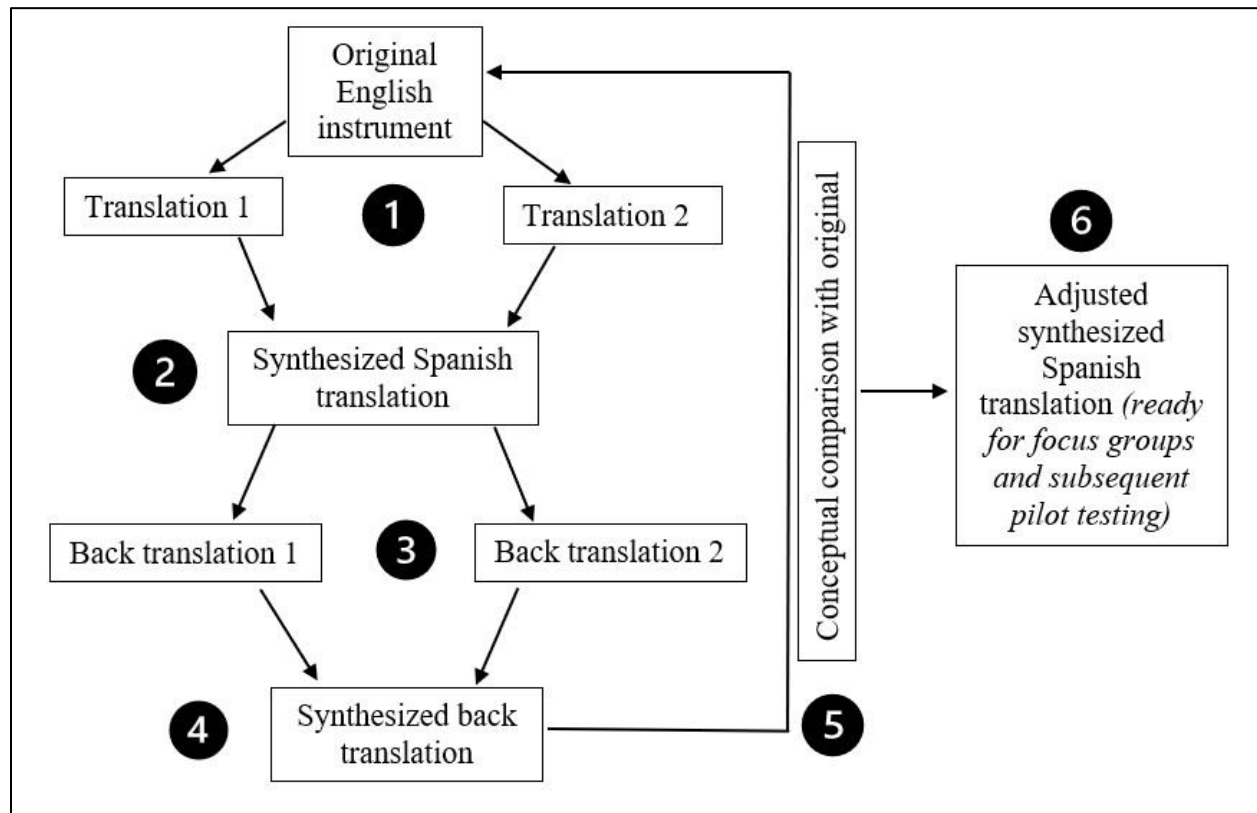 Original
English
instrument
Translation 1
1
Translation 2
2
Synthesized Spanish
translation
Back translation 1
3
Back translation 2
4
Synthesized back
translation
Conceptual comparison with original
5
6
Adjusted
synthesized
Spanish
translation (ready
for focus groups
and subsequent
pilot testing)